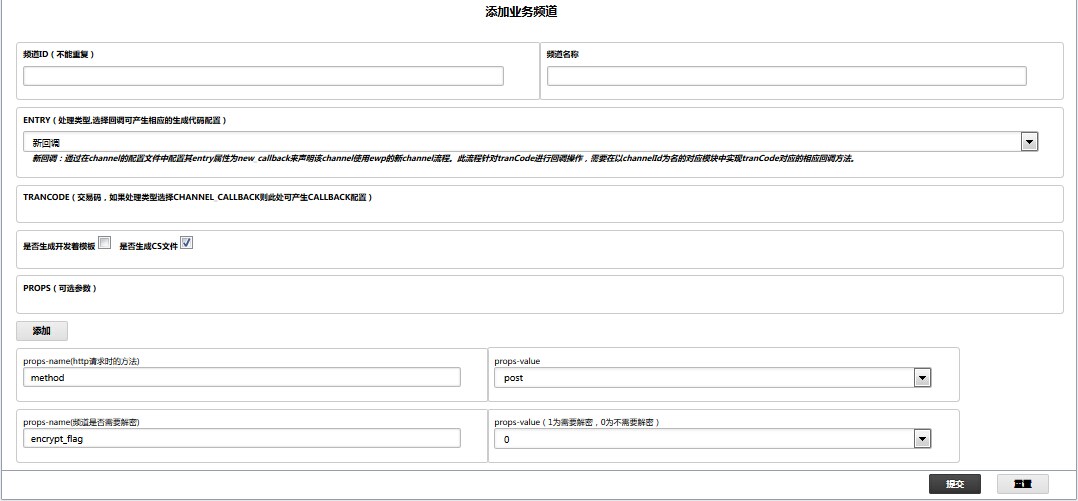 添加业务频道
频道ID（不能重复） 频道名称
ENTRY（处理类型,选择回调可产生相应的生成代码配置）
新回调
新回调：通过在channel的配置文件中配置其entry属性为new_callback来声明该channel使用ewp的新channel流程。此流程针对tranCode进行回调操作，需要在以channelId为名的对应模块中实现tranCode对应的相应回调方法。
TRANCODE（交易码，如果处理类型选择CHANNEL_CALLBACK则此处可产生CALLBACK配置）
是否生成开发着模板 是否生成CS文件
PROPS（可选参数）
添加
props-name(http请求时的方法) props-value
method post
props-name(频道是否需要解密) props-value（1为需要解密，0为不需要解密）
encrypt_flag 0
提交 重置